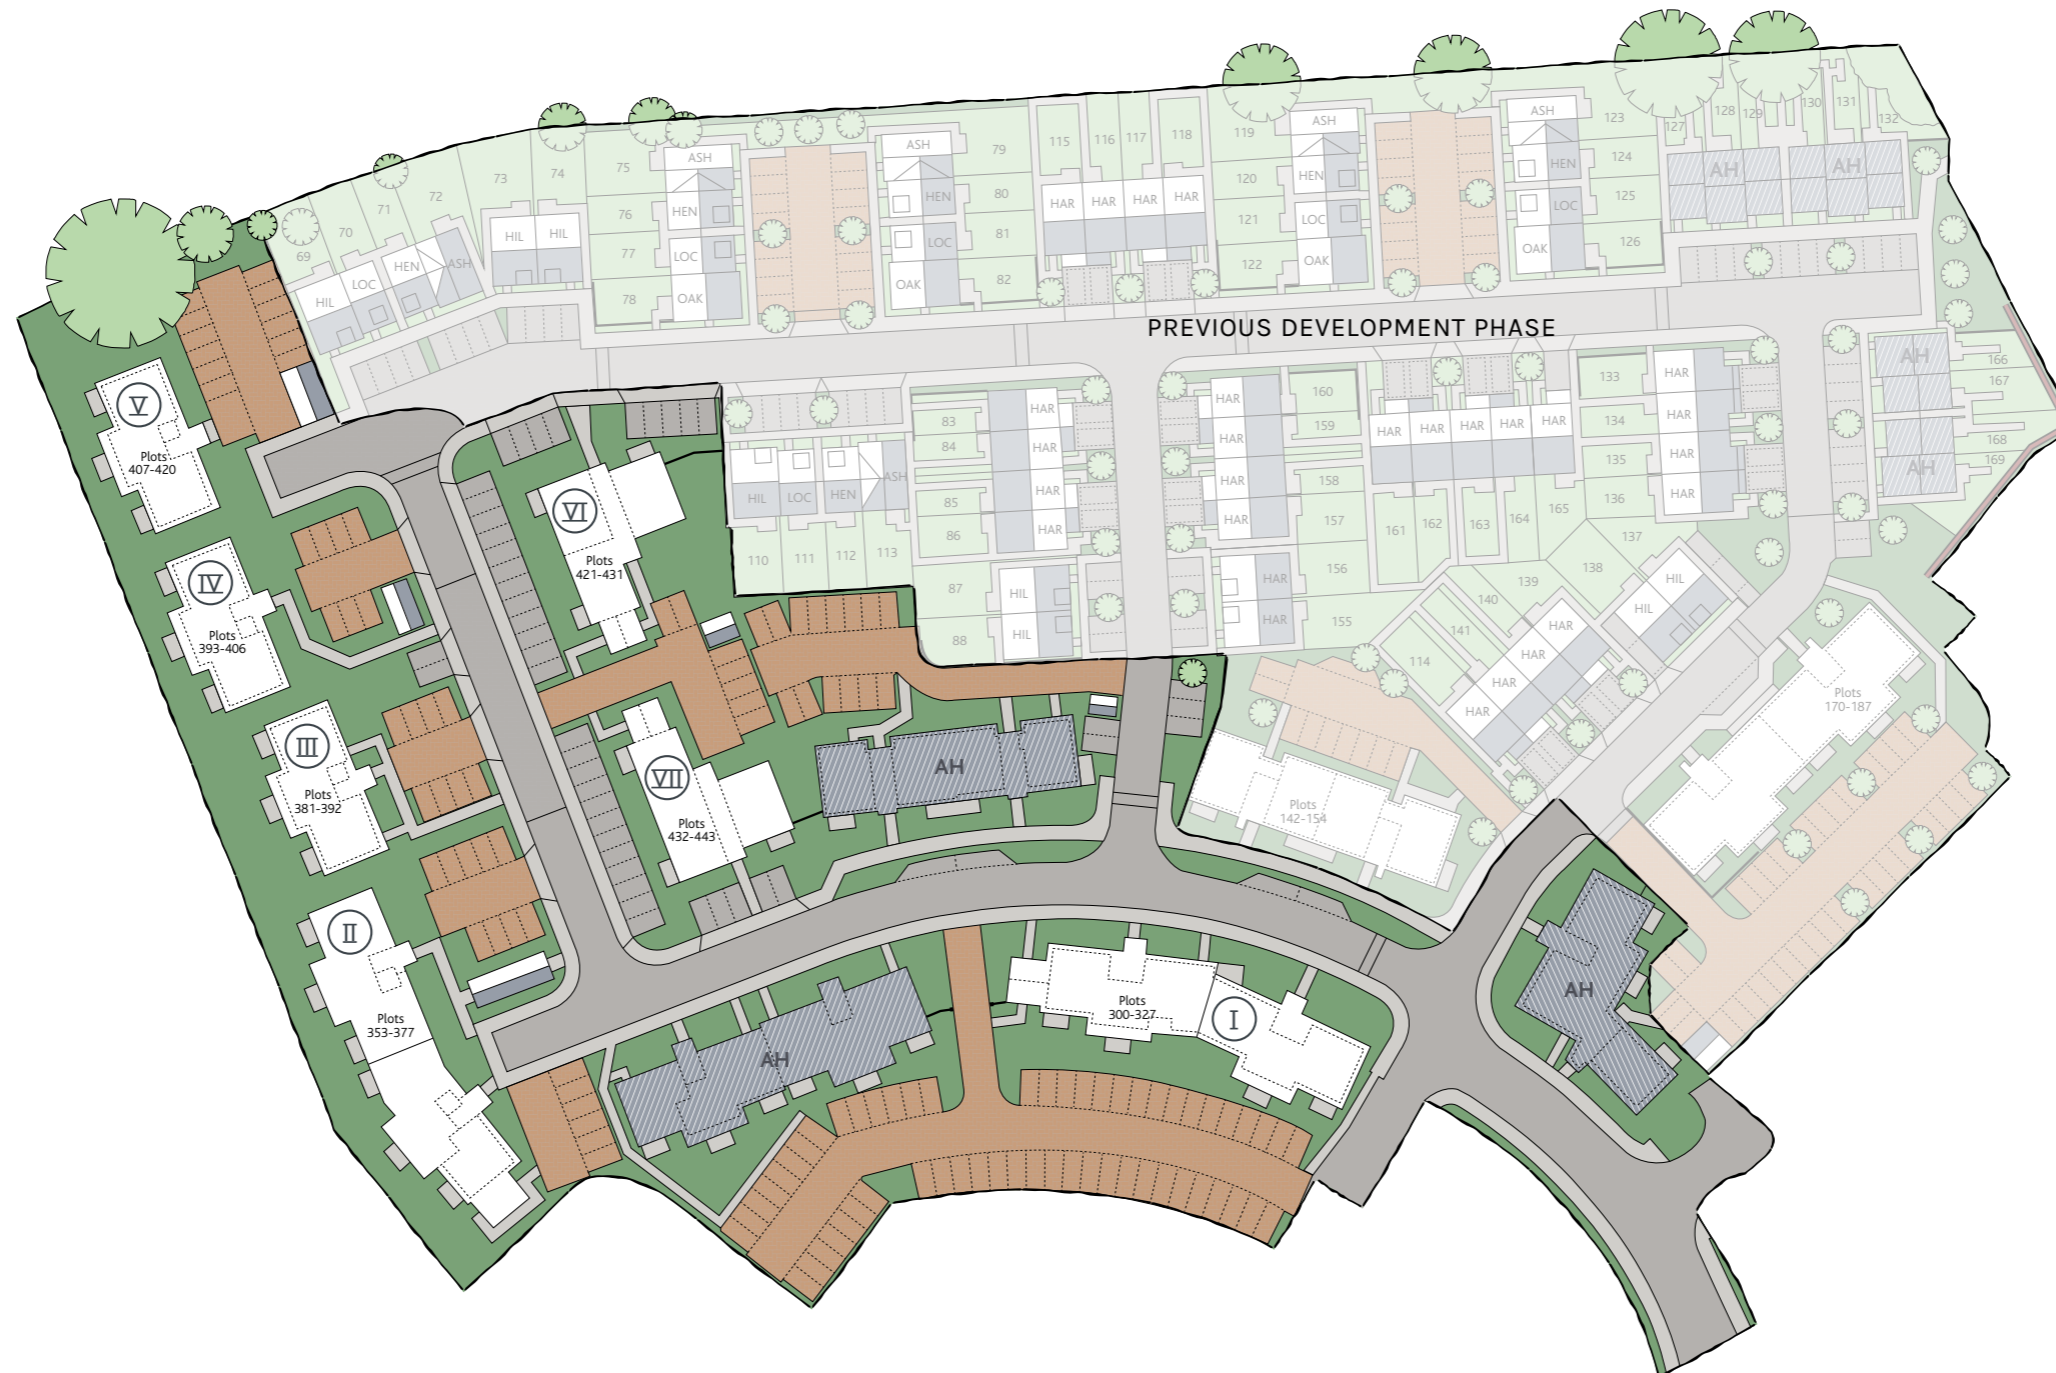 PREVIOUS DEVELOPMENT PHASE
69
70
71
72
73
74
75
76
77
78
HIL
LOC
HEN
ASH
HIL
HIL
ASH
HEN
LOC
OAK
ASH
HEN
LOC
OAK
79
80
81
82
115
116
117
118
HAR
HAR
HAR
HAR
119
120
121
122
ASH
HEN
LOC
OAK
ASH
HEN
LOC
OAK
123
124
125
126
127
128
129
130
131
132
AH
AH
83
84
85
86
87
88
HAR
HAR
HAR
HAR
HIL
HIL
HIL
LOC
HEN
ASH
110
111
112
113
HAR
HAR
HAR
HAR
HAR
HAR
160
159
158
157
156
155
HAR
HAR
HAR
HAR
HAR
161
162
163
164
165
133
134
135
136
HAR
HAR
HAR
HAR
137
138
139
140
141
114
HIL
HIL
HAR
HAR
HAR
HAR
AH
AH
166
167
168
169
Plots
170-187
Plots
142-154
V
Plots
407-420
IV
Plots
393-406
III
Plots
381-392
II
Plots
353-377
VI
Plots
421-431
VII
Plots
432-443
AH
AH
Plots
300-327
I
AH